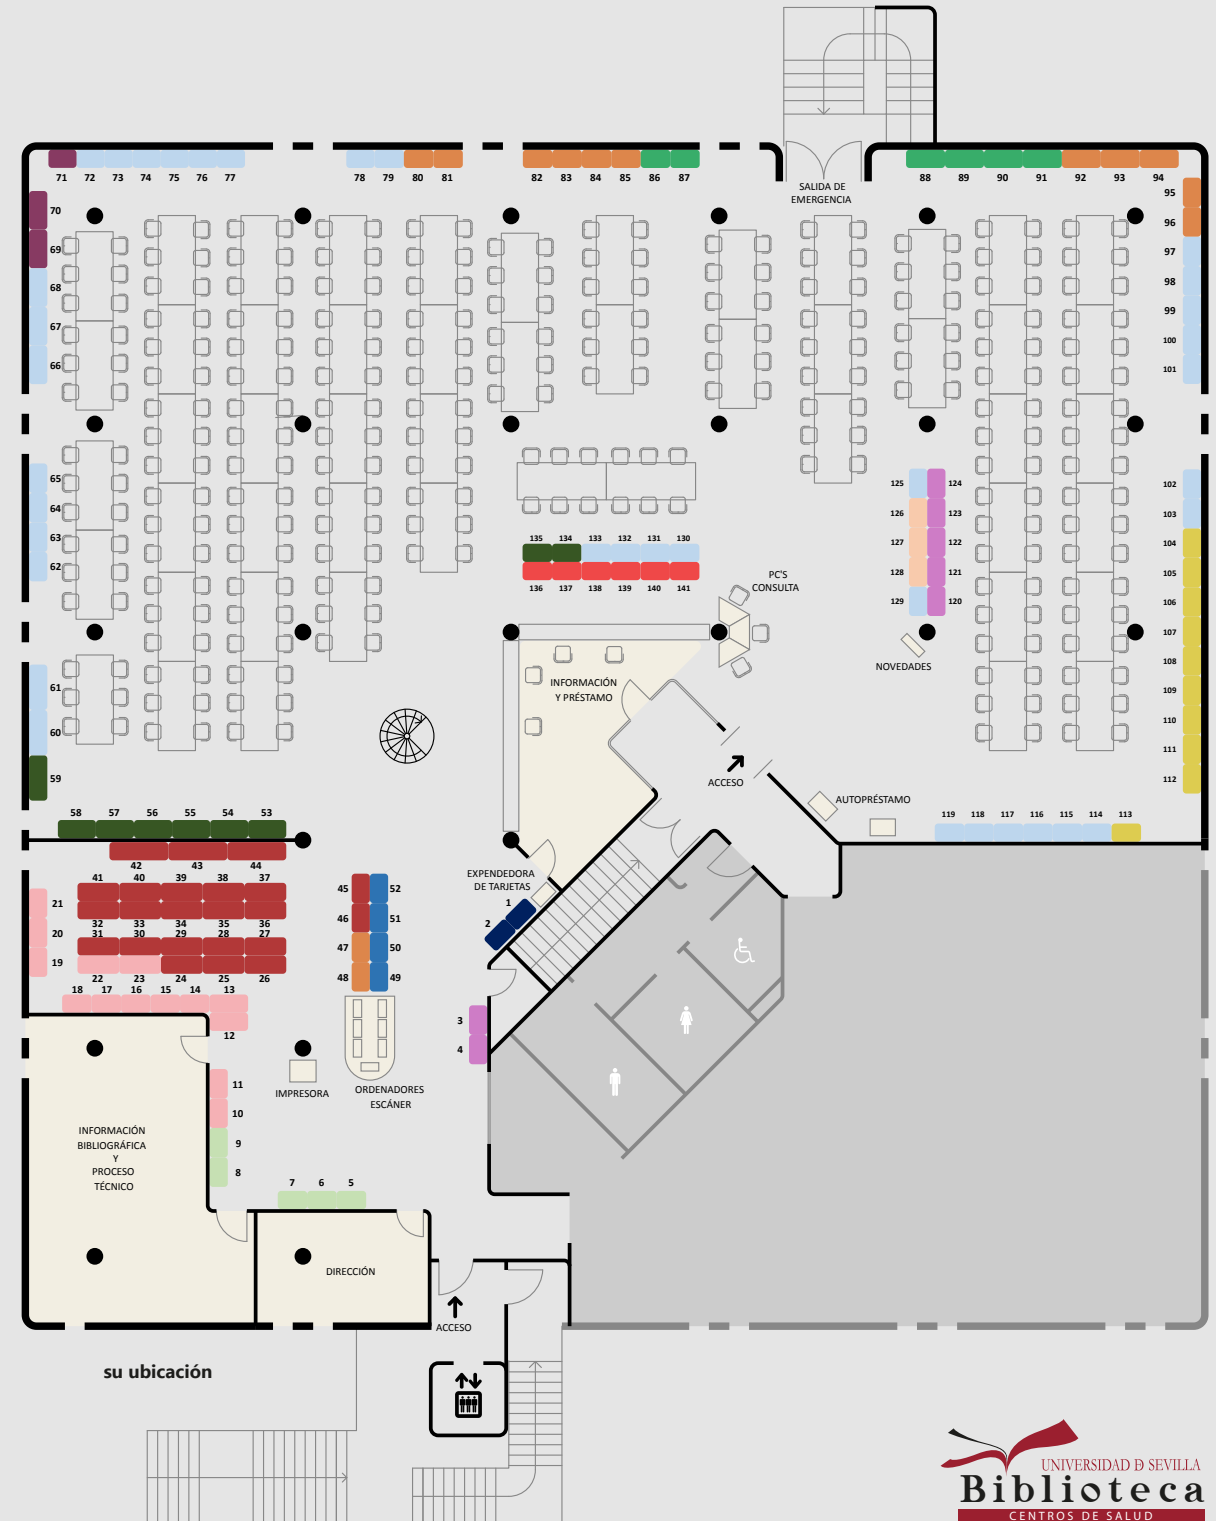 71 72 73 74 75 76 77
78 79 80 81
82 83 84 85 86 87
SALIDA DE
EMERGENCIA
88 89 90 91 92 93 94
95
96
97
98
99
100
101
70
69
68
67
66
65
64
63
62
61
60
59
102
103
104
105
106
107
108
109
110
111
112
125 124
126 123
127 122
128 121
129 120
NOVEDADES
135 134 133 132 131 130
136 137 138 139 140 141
PC'S
CONSULTA
INFORMACIÓN
Y PRÉSTAMO
ACCESO
AUTOPRÉSTAMO
119 118 117 116 115 114 113
58 57 56 55 54 53
42 43 44
41 40 39 38 37
32 33 34 35 36
31 30 29 28 27
22 23 24 25 26
21
20
19
18 17 16 15 14 13
12
11
10
9
8
7 6 5
45 52
46 51
47 50
48 49
EXPENDEDORA
DE TARJETAS
1
2
3
4
IMPRESORA
ORDENADORES
ESCÁNER
INFORMACIÓN
BIBLIOGRÁFICA
Y
PROCESO
TÉCNICO
DIRECCIÓN
ACCESO
su ubicación
UNIVERSIDAD Ð SEVILLA
Biblioteca
CENTROS DE SALUD